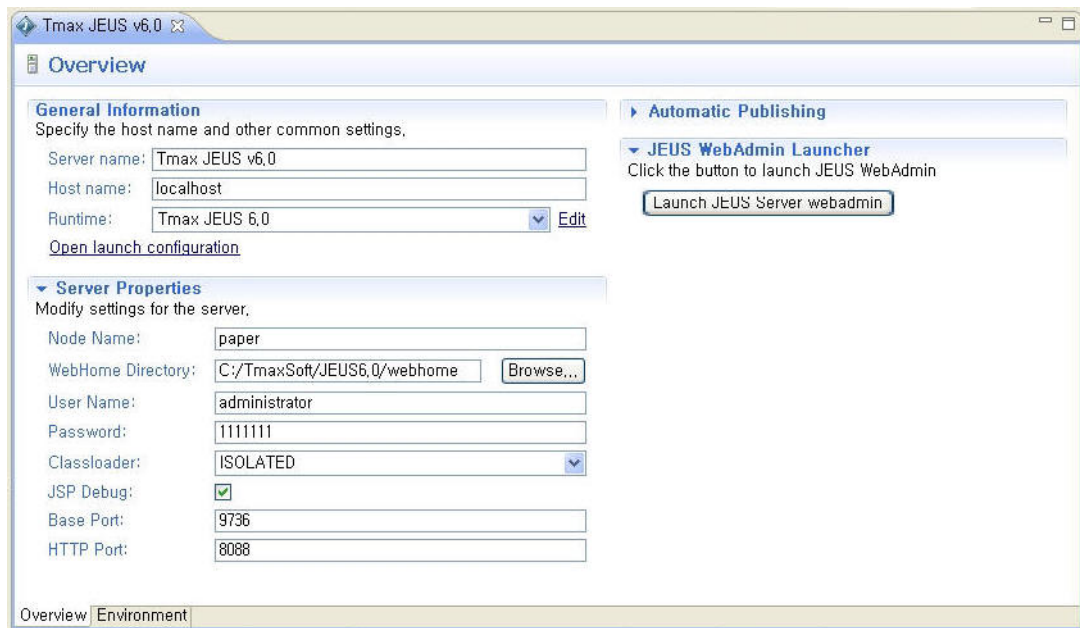 Tmax JEUS v6,0
Overview
General Information
Specify the host name and other common settings,
Server name: Tmax JEUS v6,0
Host name: localhost
Runtime: Tmax JEUS 6,0 Edit
Open launch configuration
Server Properties
Modify settings for the server,
Node Name: paper
WebHome Directory: C:/TmaxSoft/JEUS6,0/webhome Browse,,,
User Name: administrator
Password: 1111111
Classloader: ISOLATED
JSP Debug:
Base Port: 9736
HTTP Port: 8088
Automatic Publishing
JEUS WebAdmin Launcher
Click the button to launch JEUS WebAdmin
Launch JEUS Server webadmin
Overview Environment